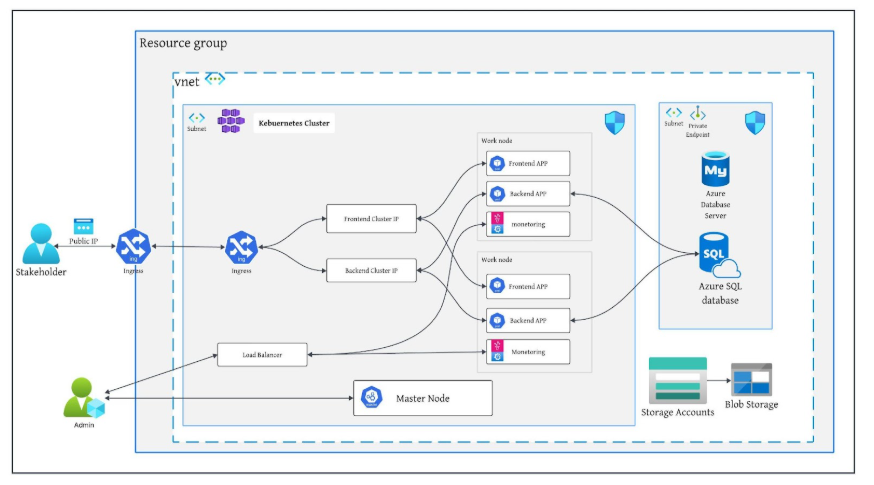 Resource group
vnet
Subnet
Kebuernetes Cluster
Work node
Frontend APP
Backend APP
monetoring
Frontend Cluster IP
Backend Cluster IP
Public IP
Stakeholder
ing
Ingress
ing
Ingress
Work node
Frontend APP
Backend APP
Monetoring
Load Balancer
Master Node
Admin
Subnet
Private
Endpoint
My
Azure
Database
Server
SQL
Azure SQL
database
Storage Accounts
Blob Storage